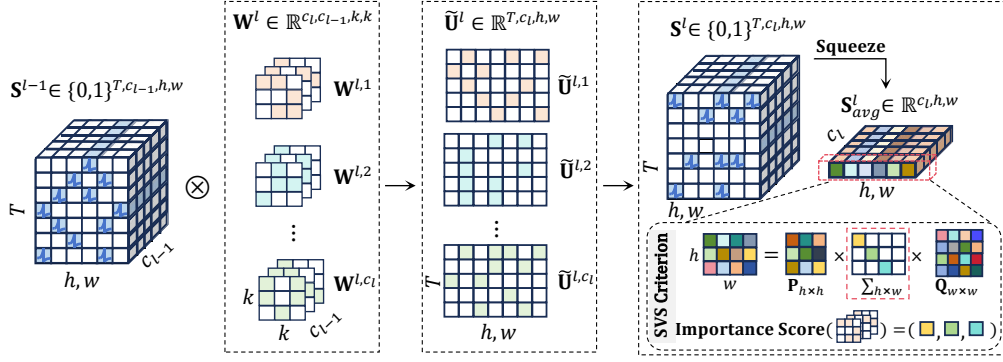 𝐒^{l−1} ∈ {0,1}^{T,c_{l−1},h,w}
T
h, w
c_{l−1}
⊗
𝐖^l ∈ ℝ^{c_l,c_{l−1},k,k}
𝐖^{l,1}
𝐖^{l,2}
⋮
𝐖^{l,c_l}
k
k
c_{l−1}
Ũ^l ∈ ℝ^{T,c_l,h,w}
Ũ^{l,1}
Ũ^{l,2}
⋮
Ũ^{l,c_l}
T
h, w
𝐒^l ∈ {0,1}^{T,c_l,h,w}
Squeeze
T
h, w
𝐒^l_{avg} ∈ ℝ^{c_l,h,w}
c_l
h, w
SVS Criterion
h
w
=
𝐏_{h×h}
×
∑_{h×w}
×
𝐐_{w×w}
Importance Score( ) = ( , , )